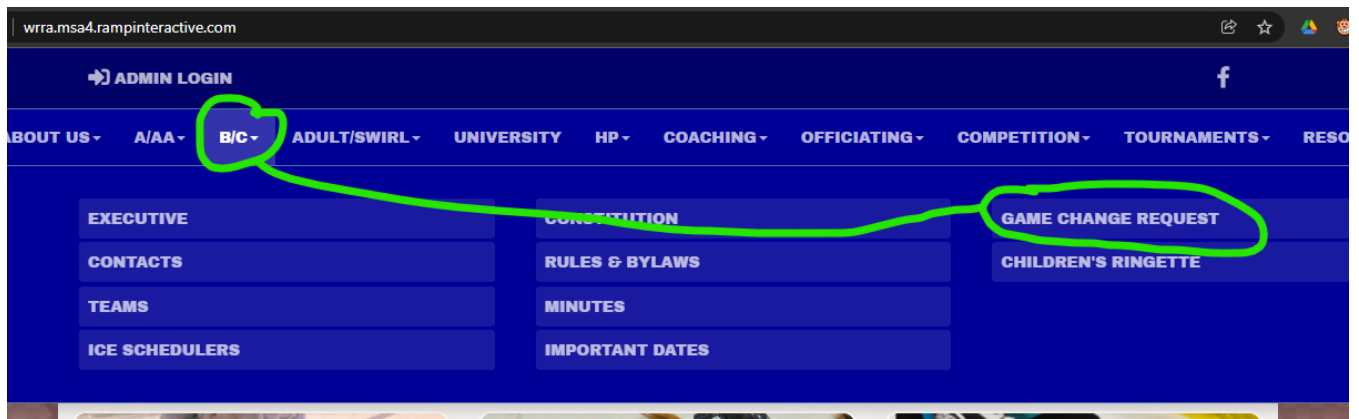 wrra.msa4.rampinteractive.com
ADMIN LOGIN
ABOUT US A/AA B/C ADULT/SWIRL UNIVERSITY HP COACHING OFFICIATING COMPETITION TOURNAMENTS RESO
EXECUTIVE CONSTITUTION GAME CHANGE REQUEST
CONTACTS RULES & BYLAWS CHILDREN'S RINGETTE
TEAMS MINUTES
ICE SCHEDULERS IMPORTANT DATES